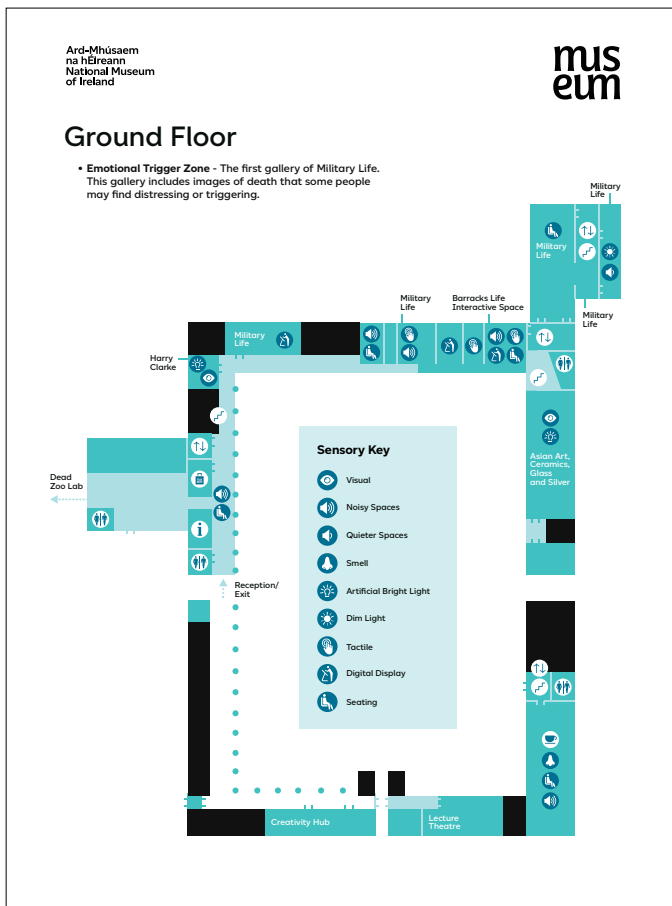 Ard-Mhúsaem
na hÉireann
National Museum
of Ireland
mus
eum
Ground Floor
• Emotional Trigger Zone - The first gallery of Military Life.
This gallery includes images of death that some people
may find distressing or triggering.
Military
Life
Military
Life
Military
Life
Military
Life
Barracks Life
Interactive Space
Military
Life
Harry
Clarke
Asian Art,
Ceramics,
Glass
and Silver
Dead
Zoo Lab
i
Reception/
Exit
Sensory Key
Visual
Noisy Spaces
Quieter Spaces
Smell
Artificial Bright Light
Dim Light
Tactile
Digital Display
Seating
Creativity Hub
Lecture
Theatre